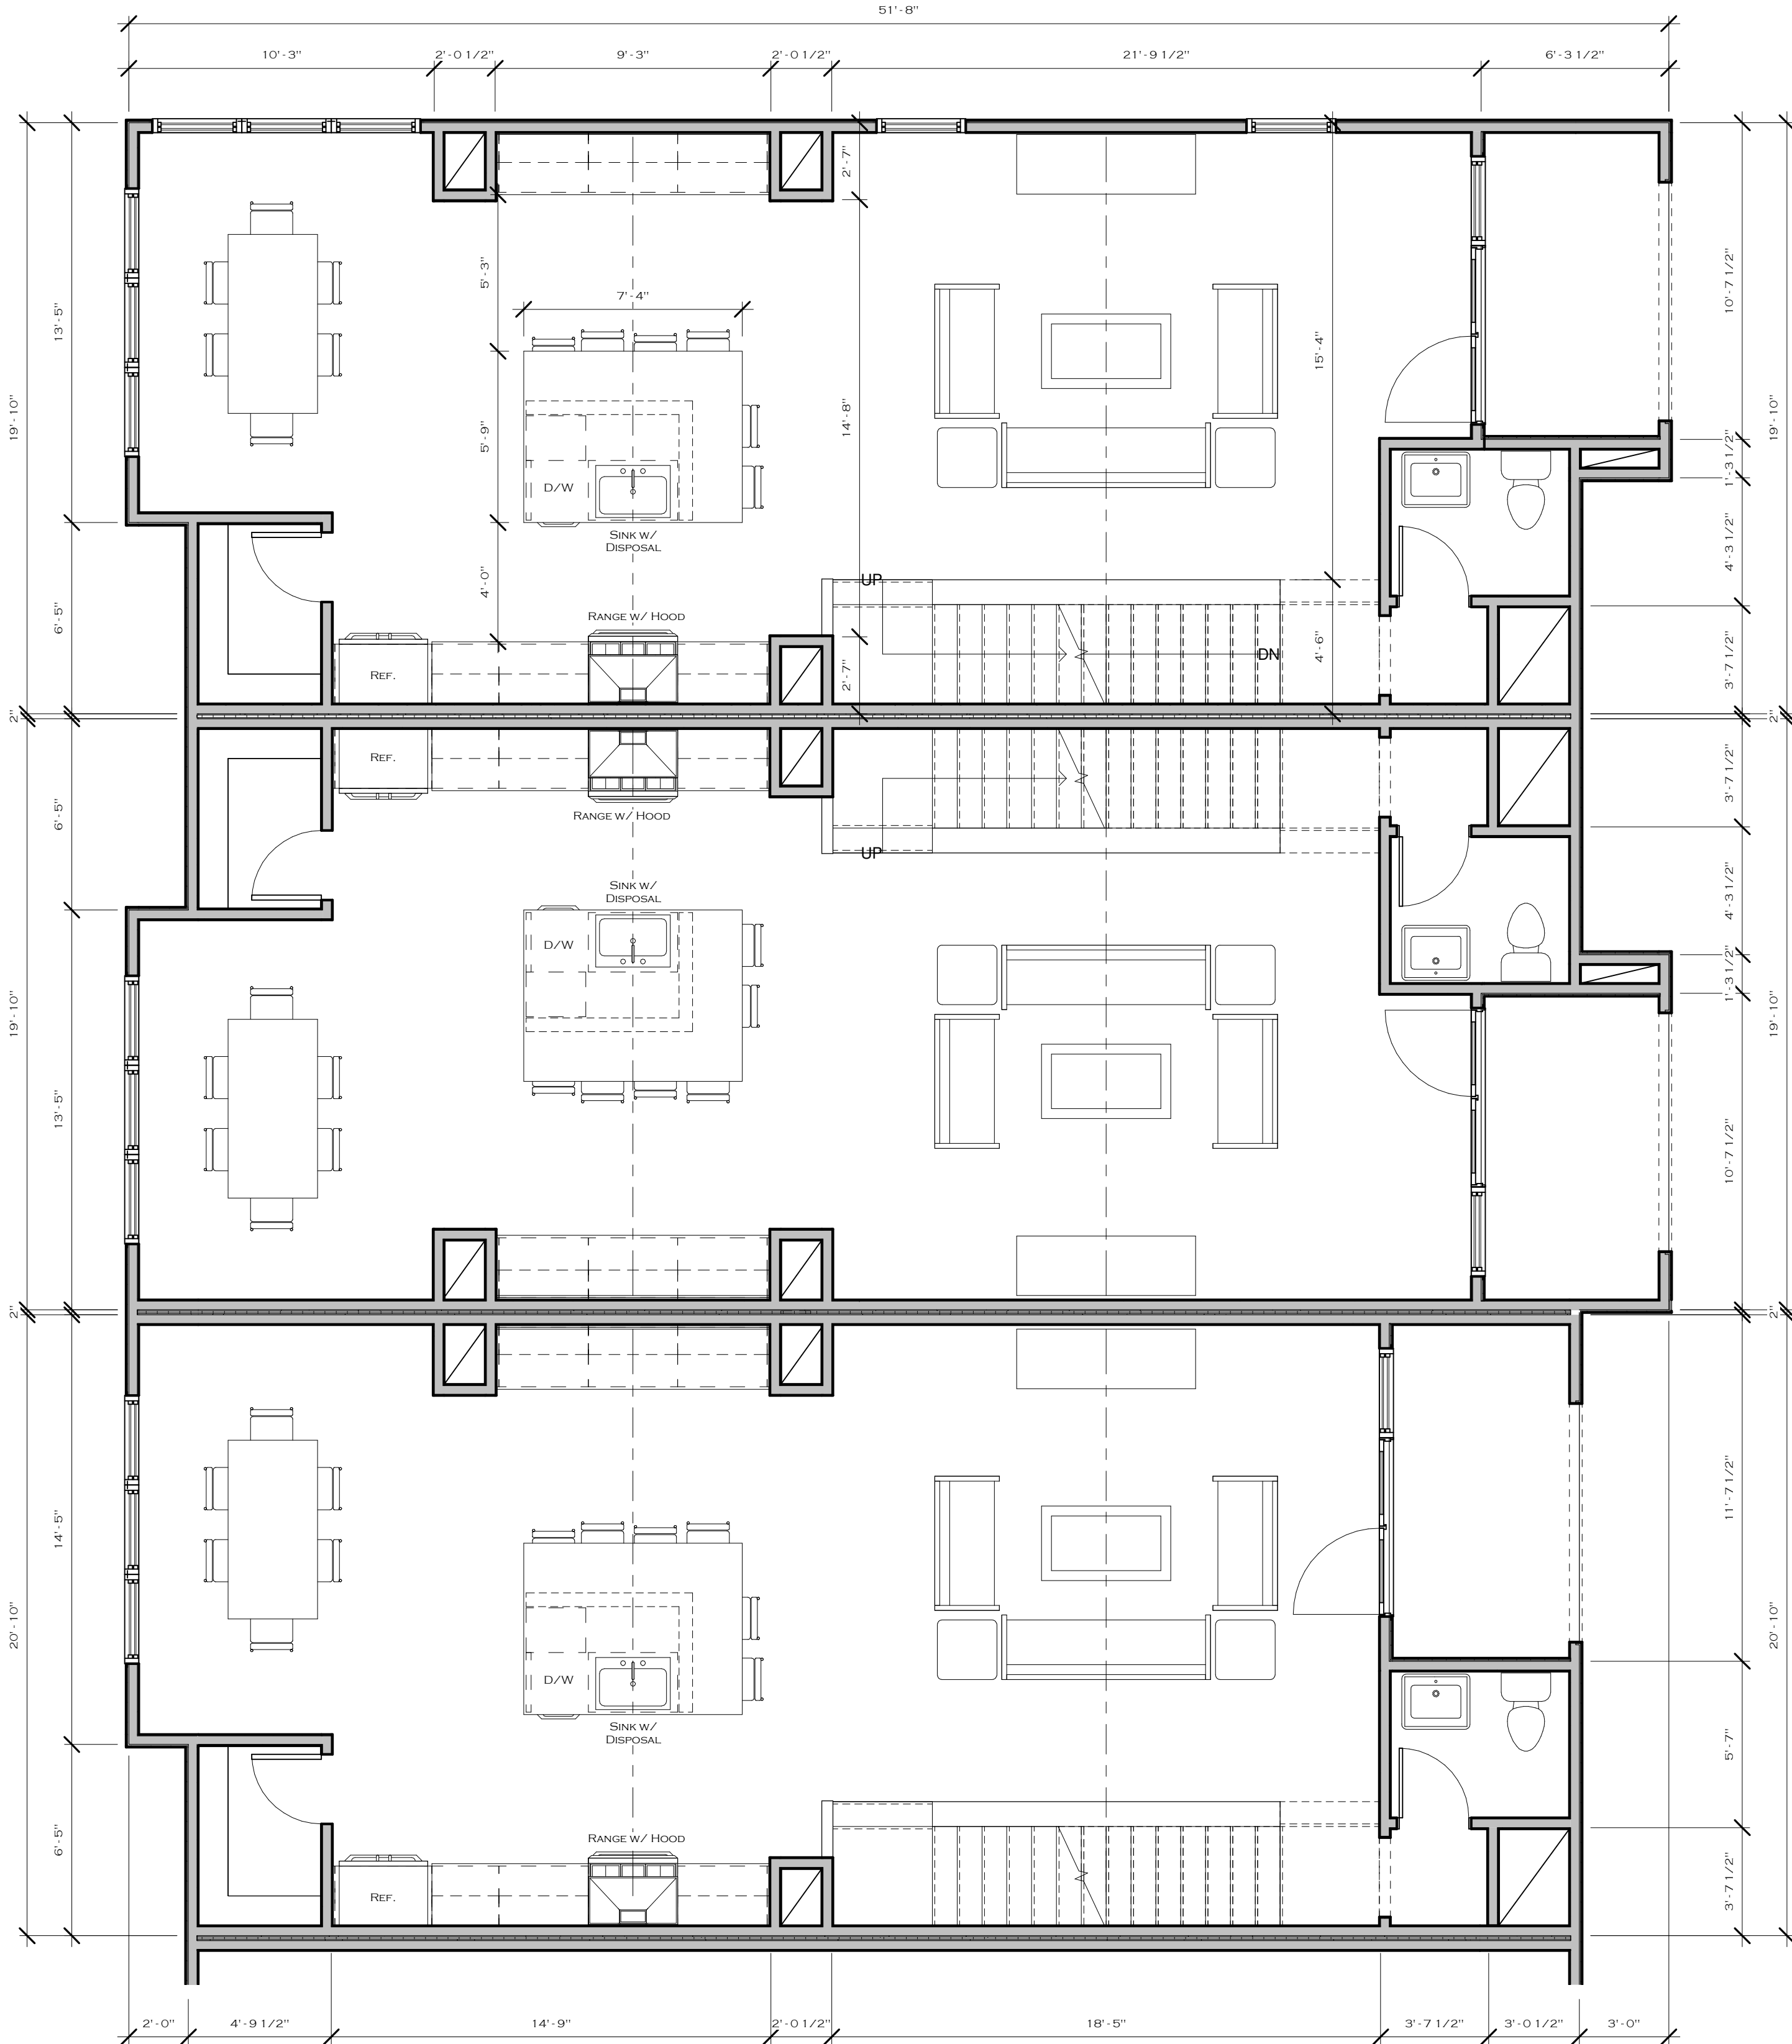 51'-8"
10'-3" 2'-0 1/2" 9'-3" 2'-0 1/2" 21'-9 1/2" 6'-3 1/2"
2'-7"
5'-3"
7'-4"
13'-5"
10'-7 1/2"
15'-4"
19'-10"
19'-10"
14'-8"
5'-9"
1'-3 1/2"
D/W
SINK W/
DISPOSAL
4'-3 1/2"
4'-0"
UP
RANGE W/ HOOD
6'-5"
4'-6"
DN
REF.
2'-7"
3'-7 1/2"
2"
2"
REF.
3'-7 1/2"
RANGE W/ HOOD
6'-5"
UP
SINK W/
DISPOSAL
4'-3 1/2"
D/W
1'-3 1/2"
19'-10"
19'-10"
13'-5"
10'-7 1/2"
2"
2"
14'-5"
11'-7 1/2"
20'-10"
20'-10"
D/W
SINK W/
DISPOSAL
5'-7"
RANGE W/ HOOD
6'-5"
REF.
3'-7 1/2"
2'-0" 4'-9 1/2" 14'-9" 2'-0 1/2" 18'-5" 3'-7 1/2" 3'-0 1/2" 3'-0"